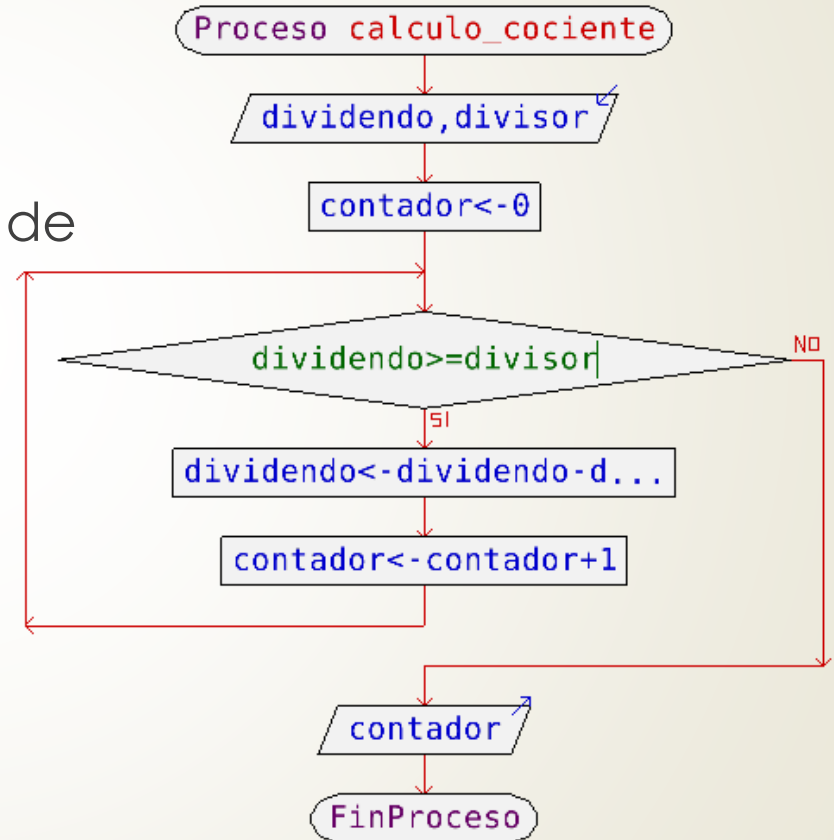 Proceso calculo_cociente
dividendo,divisor
contador<-0
de
dividendo>=divisor
NO
SI
dividendo<-dividendo-d...
contador<-contador+1
contador
FinProceso